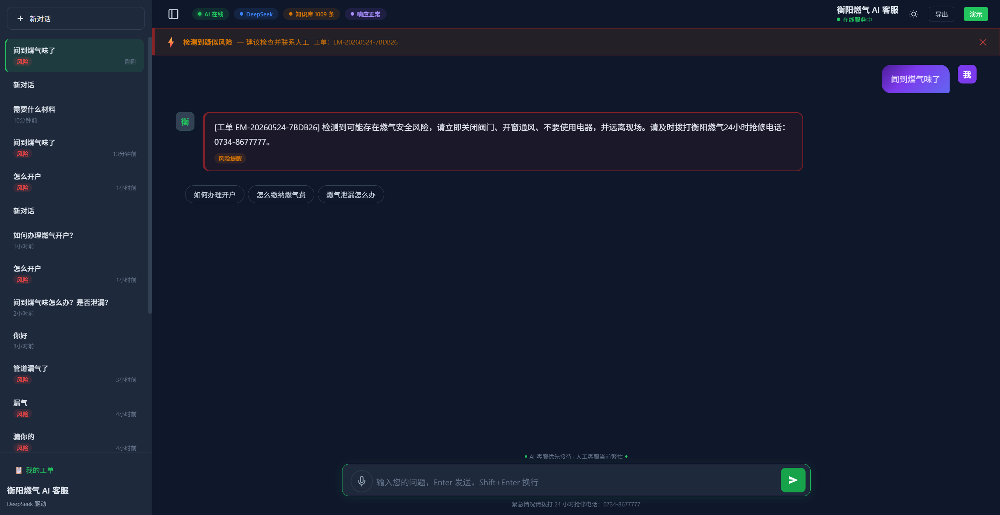 新对话
闻到煤气味了
风险
刚刚
新对话
需要什么材料
10分钟前
闻到煤气味了
风险
13分钟前
怎么开户
风险
1小时前
新对话
如何办理燃气开户？
1小时前
怎么开户
风险
1小时前
闻到煤气味怎么办？是否泄漏？
2小时前
你好
3小时前
管道漏气了
风险
3小时前
漏气
风险
4小时前
骗你的
风险
4小时前
我的工单
衡阳燃气 AI 客服
DeepSeek 驱动
AI 在线
DeepSeek
知识库 1009 条
响应正常
衡阳燃气 AI 客服
在线服务中
导出
演示
检测到疑似风险 — 建议检查并联系人工 工单：EM-20260524-7BDB26
闻到煤气味了
我
衡
[工单 EM-20260524-7BDB26] 检测到可能存在燃气安全风险，请立即关闭阀门、开窗通风、不要使用电器，并远离现场。请及时拨打衡阳燃气24小时抢修电话：
0734-8677777。
风险提醒
如何办理开户
怎么缴纳燃气费
燃气泄漏怎么办
AI 客服优先接待 · 人工客服当前繁忙
输入您的问题，Enter 发送，Shift+Enter 换行
紧急情况请拨打 24 小时抢修电话：0734-8677777